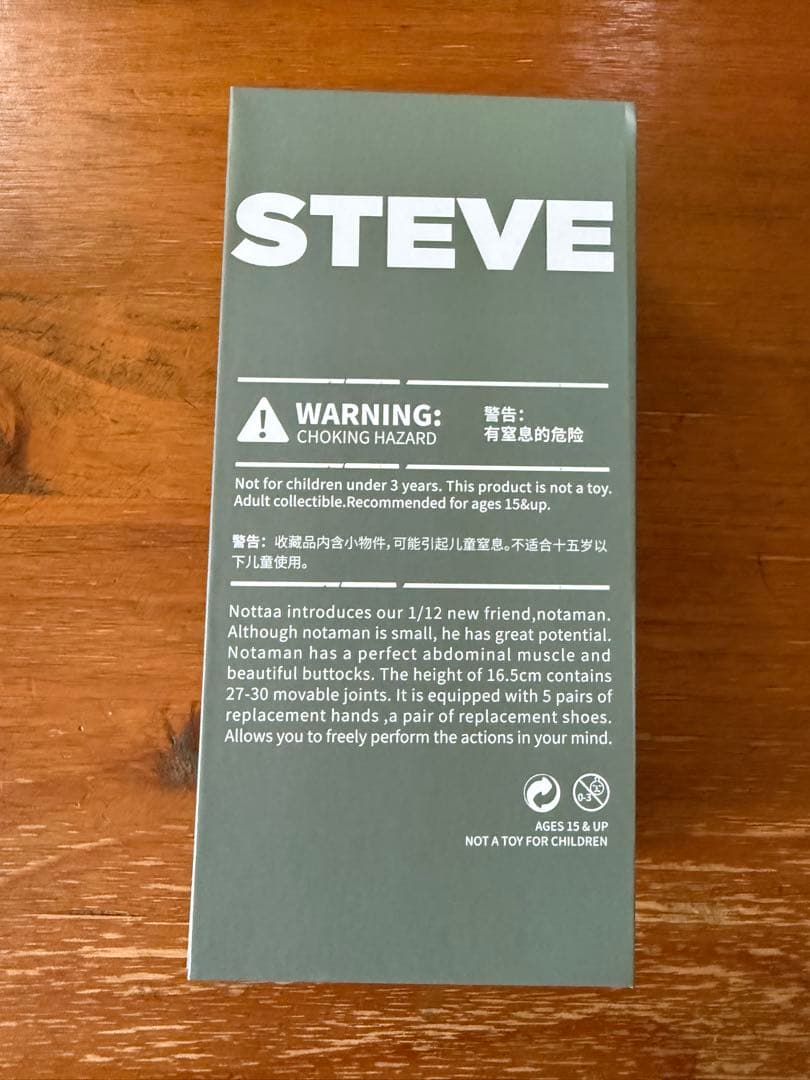 STEVE
WARNING:
CHOKING HAZARD
警告：
有窒息的危险
Not for children under 3 years. This product is not a toy.
Adult collectible.Recommended for ages 15&up.
警告：收藏品内含小物件，可能引起儿童窒息。不适合十五岁以
下儿童使用。
Nottaa introduces our 1/12 new friend,notaman.
Although notaman is small, he has great potential.
Notaman has a perfect abdominal muscle and
beautiful buttocks. The height of 16.5cm contains
27-30 movable joints. It is equipped with 5 pairs of
replacement hands ,a pair of replacement shoes.
Allows you to freely perform the actions in your mind.
0-3
AGES 15 & UP
NOT A TOY FOR CHILDREN